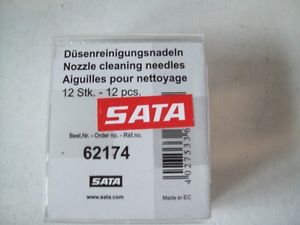 Düsenreinigungsnadeln
Nozzle cleaning needles
Aiguilles pour nettoyage
12 Stk. - 12 pcs.
SATA
Best.Nr. - Order no. - Réf.no.
62174
SATA
www.sata.com
Made in EC